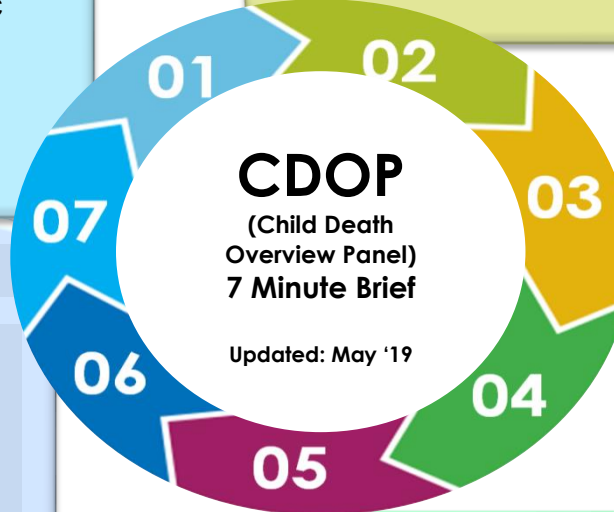 01
02
03
04
05
06
07
CDOP
(Child Death
Overview Panel)
7 Minute Brief
Updated: May ‘19